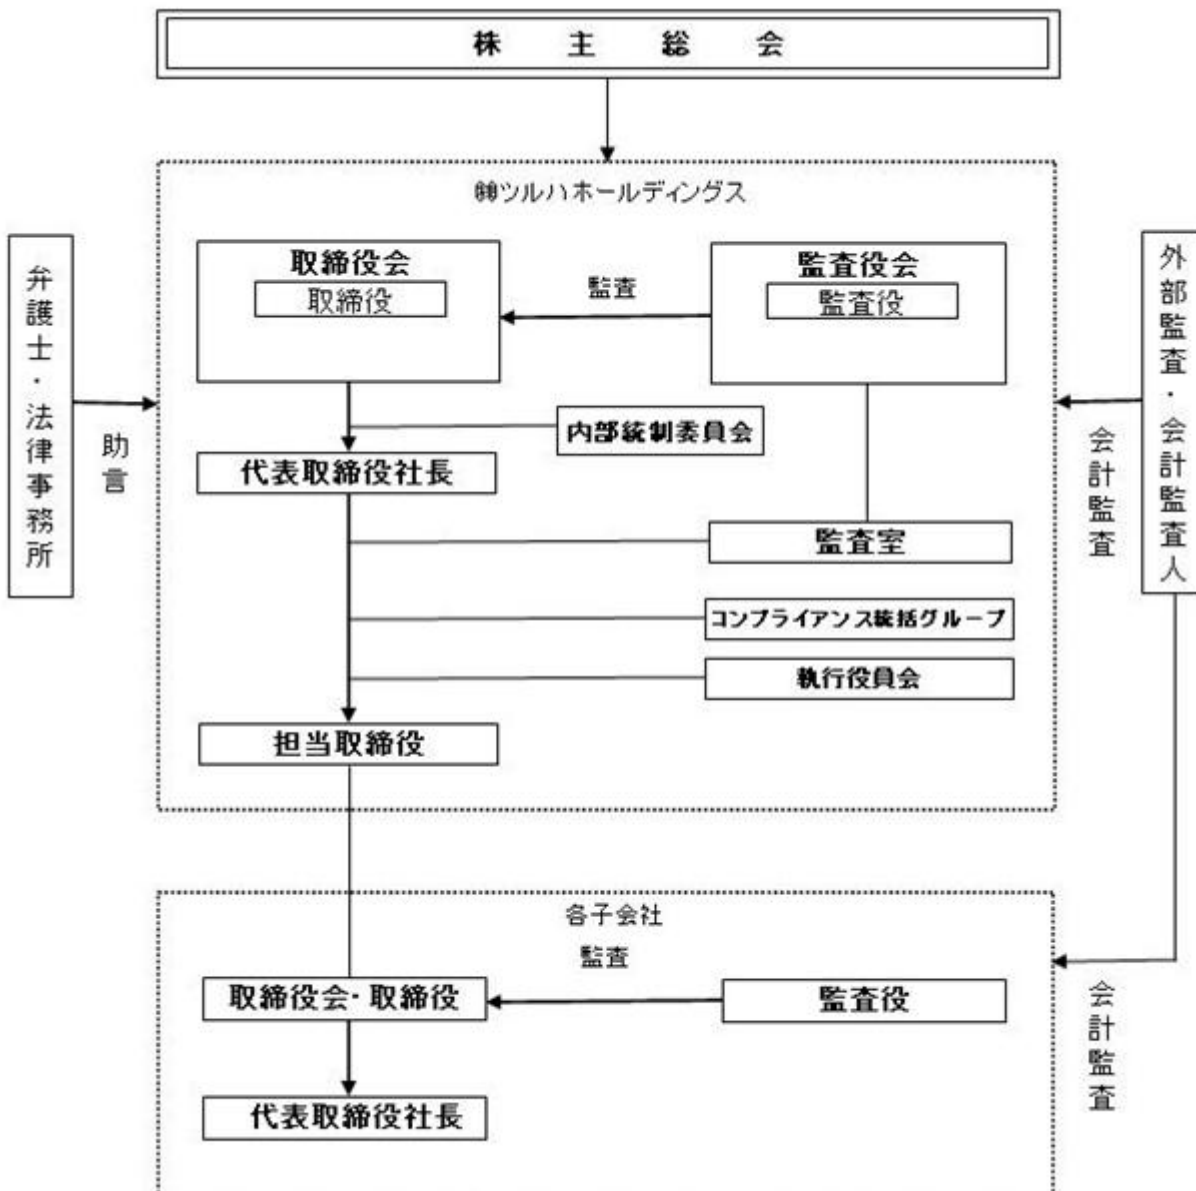 株主総会
㈱ツルハホールディングス
取締役会
取締役
監査
監査役会
監査役
弁護士・法律事務所
助言
外部監査・会計監査人
会計監査
内部統制委員会
代表取締役社長
監査室
コンプライアンス統括グループ
執行役員会
担当取締役
各子会社
監査
取締役会・取締役
監査役
会計監査
代表取締役社長